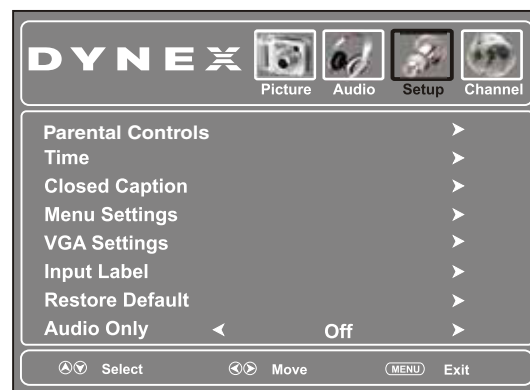 DYNEX
Picture Audio Setup Channel
Parental Controls
Time
Closed Caption
Menu Settings
VGA Settings
Input Label
Restore Default
Audio Only Off
Select Move MENU Exit